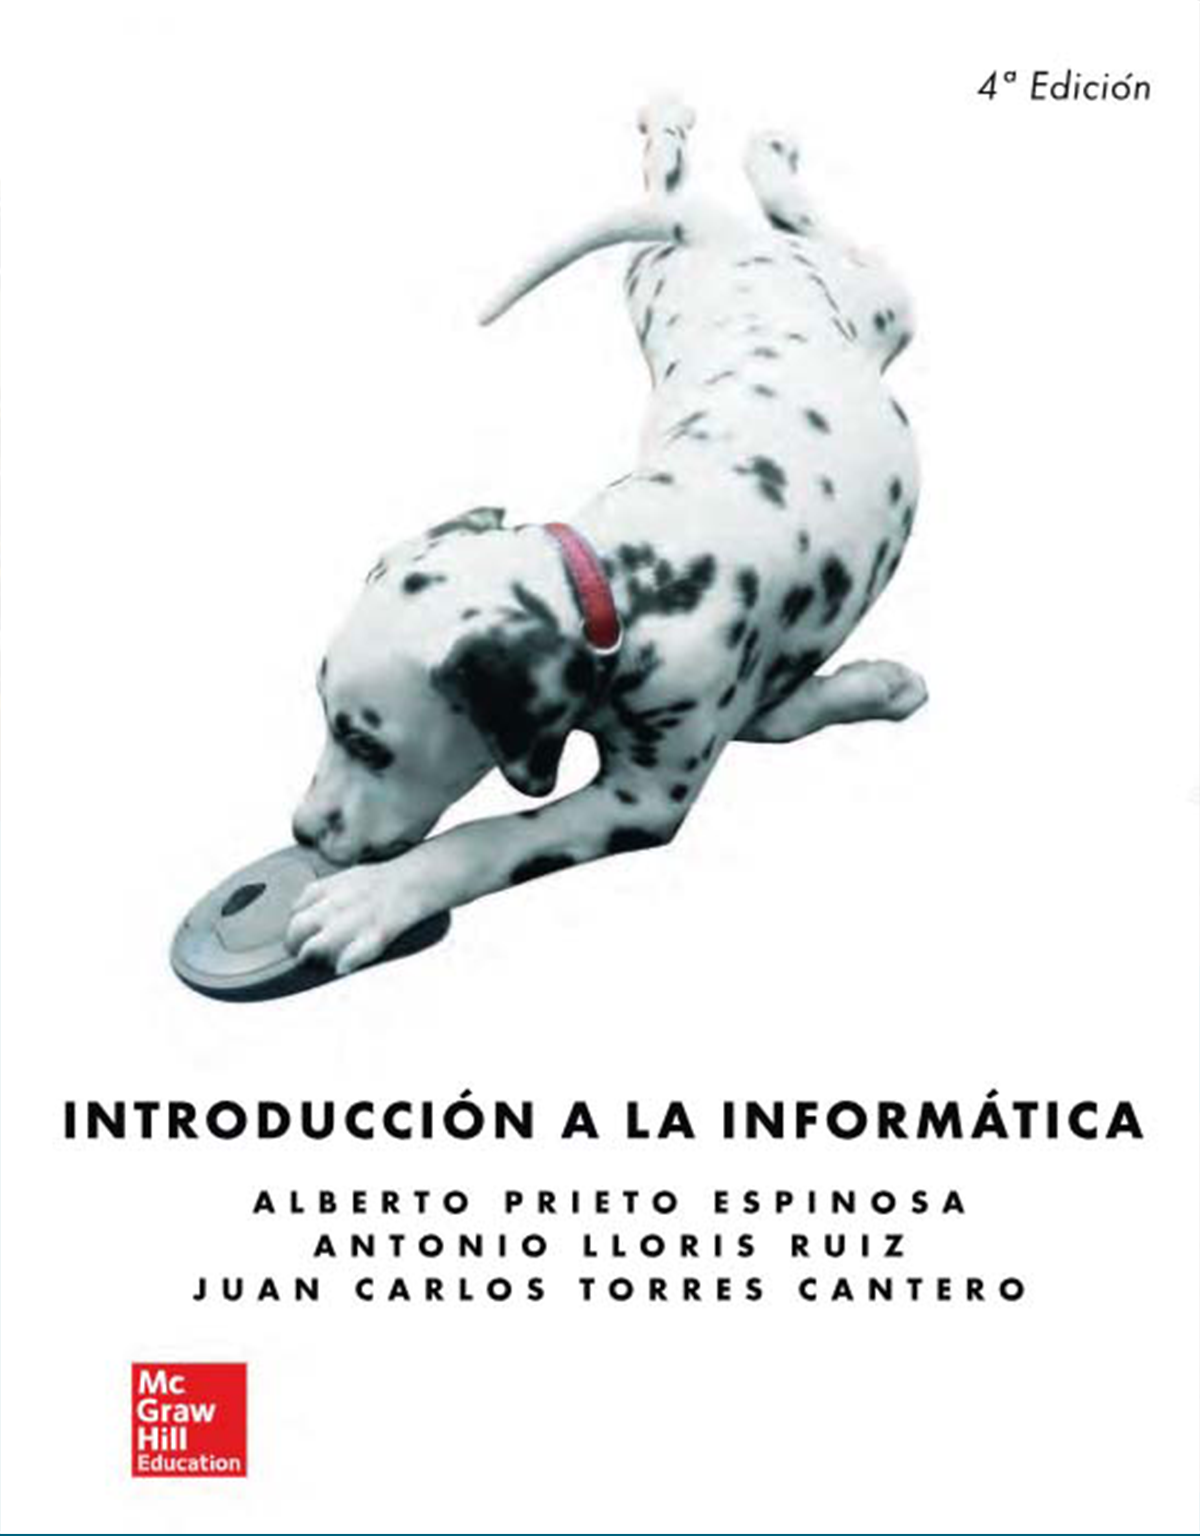 4ª Edición
INTRODUCCIÓN A LA INFORMÁTICA
ALBERTO PRIETO ESPINOSA
ANTONIO LLORIS RUIZ
JUAN CARLOS TORRES CANTERO
Mc
Graw
Hill
Education